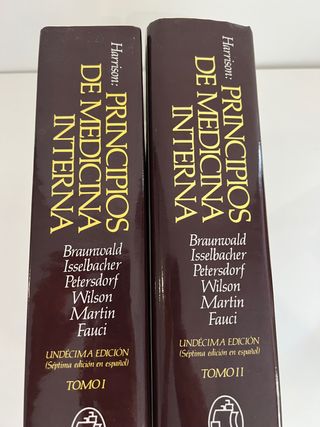 Harrison:
PRINCIPIOS
DE MEDICINA
INTERNA
Braunwald
Isselbacher
Petersdorf
Wilson
Martin
Fauci
UNDÉCIMA EDICIÓN
(Séptima edición en español)
TOMO I
Harrison:
PRINCIPIOS
DE MEDICINA
INTERNA
Braunwald
Isselbacher
Petersdorf
Wilson
Martin
Fauci
UNDÉCIMA EDICIÓN
(Séptima edición en español)
TOMO II